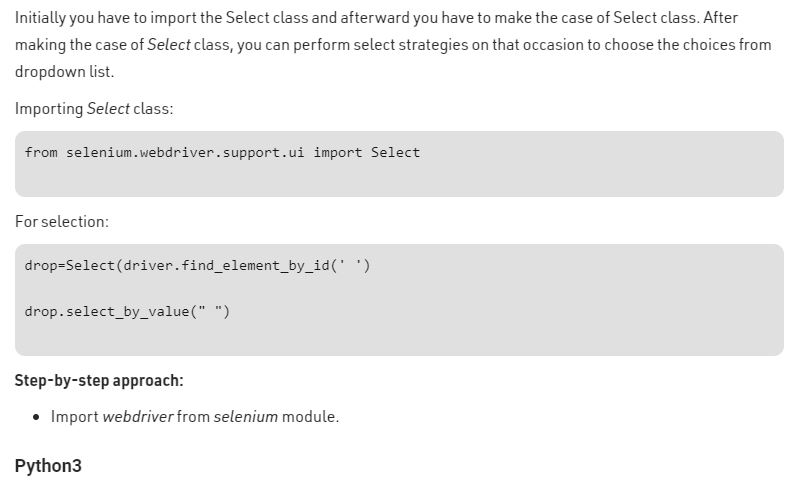 Initially you have to import the Select class and afterward you have to make the case of Select class. After
making the case of Select class, you can perform select strategies on that occasion to choose the choices from
dropdown list.
Importing Select class:
from selenium.webdriver.support.ui import Select
For selection:
drop=Select(driver.find_element_by_id(' ')
drop.select_by_value(" ")
Step-by-step approach:
• Import webdriver from selenium module.
Python3